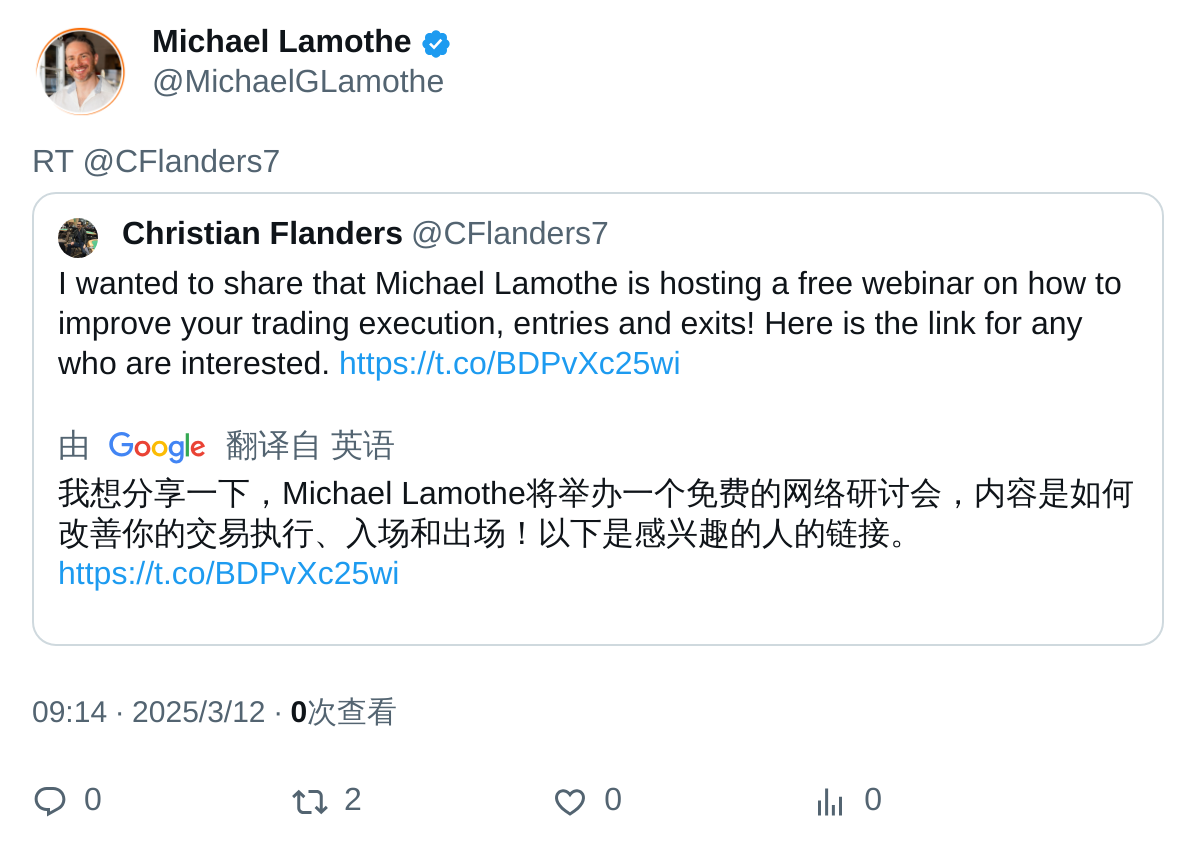 Michael Lamothe
@MichaelGLamothe
RT @CFlanders7
Christian Flanders @CFlanders7
I wanted to share that Michael Lamothe is hosting a free webinar on how to
improve your trading execution, entries and exits! Here is the link for any
who are interested. https://t.co/BDPvXc25wi
由 Google 翻译自 英语
我想分享一下，Michael Lamothe将举办一个免费的网络研讨会，内容是如何
改善你的交易执行、入场和出场！以下是感兴趣的人的链接。
https://t.co/BDPvXc25wi
09:14 · 2025/3/12 · 0次查看
0 2 0 0